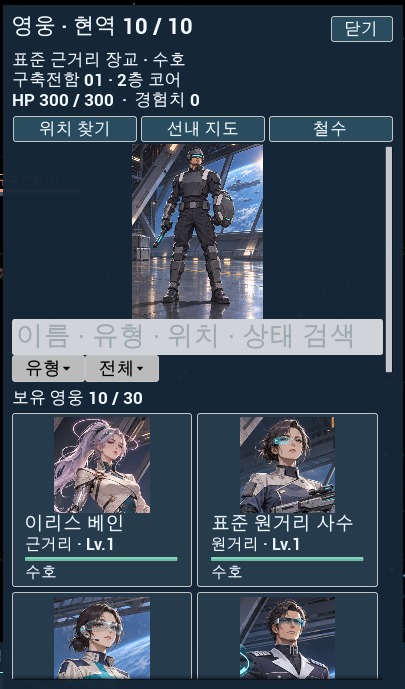 영웅 · 현역 10 / 10
닫기
표준 근거리 장교 · 수호
구축전함 01 · 2층 코어
HP 300 / 300 · 경험치 0
위치 찾기
선내 지도
철수
이름 · 유형 · 위치 · 상태 검색
유형
전체
보유 영웅 10 / 30
이리스 베인
근거리 · Lv.1
수호
표준 원거리 사수
원거리 · Lv.1
수호